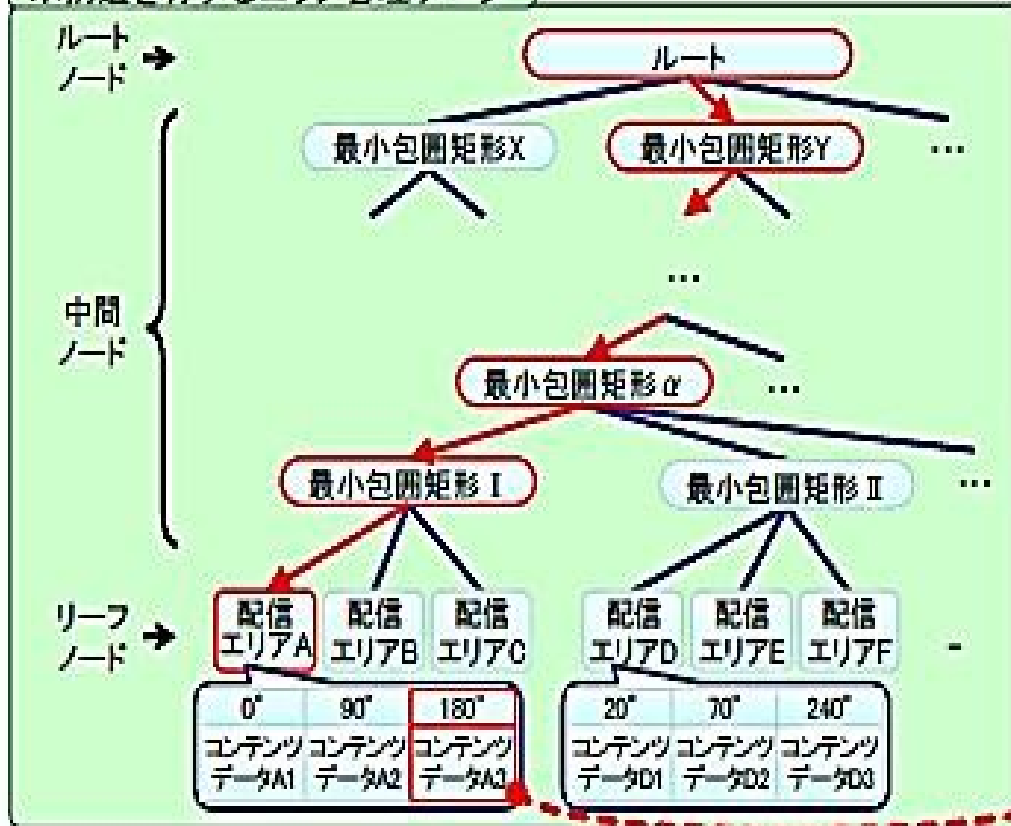 ルート
ノード
ルート
最小包囲矩形X
最小包囲矩形Y
...
...
中間
ノード
最小包囲矩形α
...
最小包囲矩形Ⅰ
最小包囲矩形Ⅱ
...
リーフ
ノード
配信
エリアA
配信
エリアB
配信
エリアC
配信
エリアD
配信
エリアE
配信
エリアF
0°
90°
180°
コンテンツ
データA1
コンテンツ
データA2
コンテンツ
データA3
20°
70°
240°
コンテンツ
データD1
コンテンツ
データD2
コンテンツ
データD3